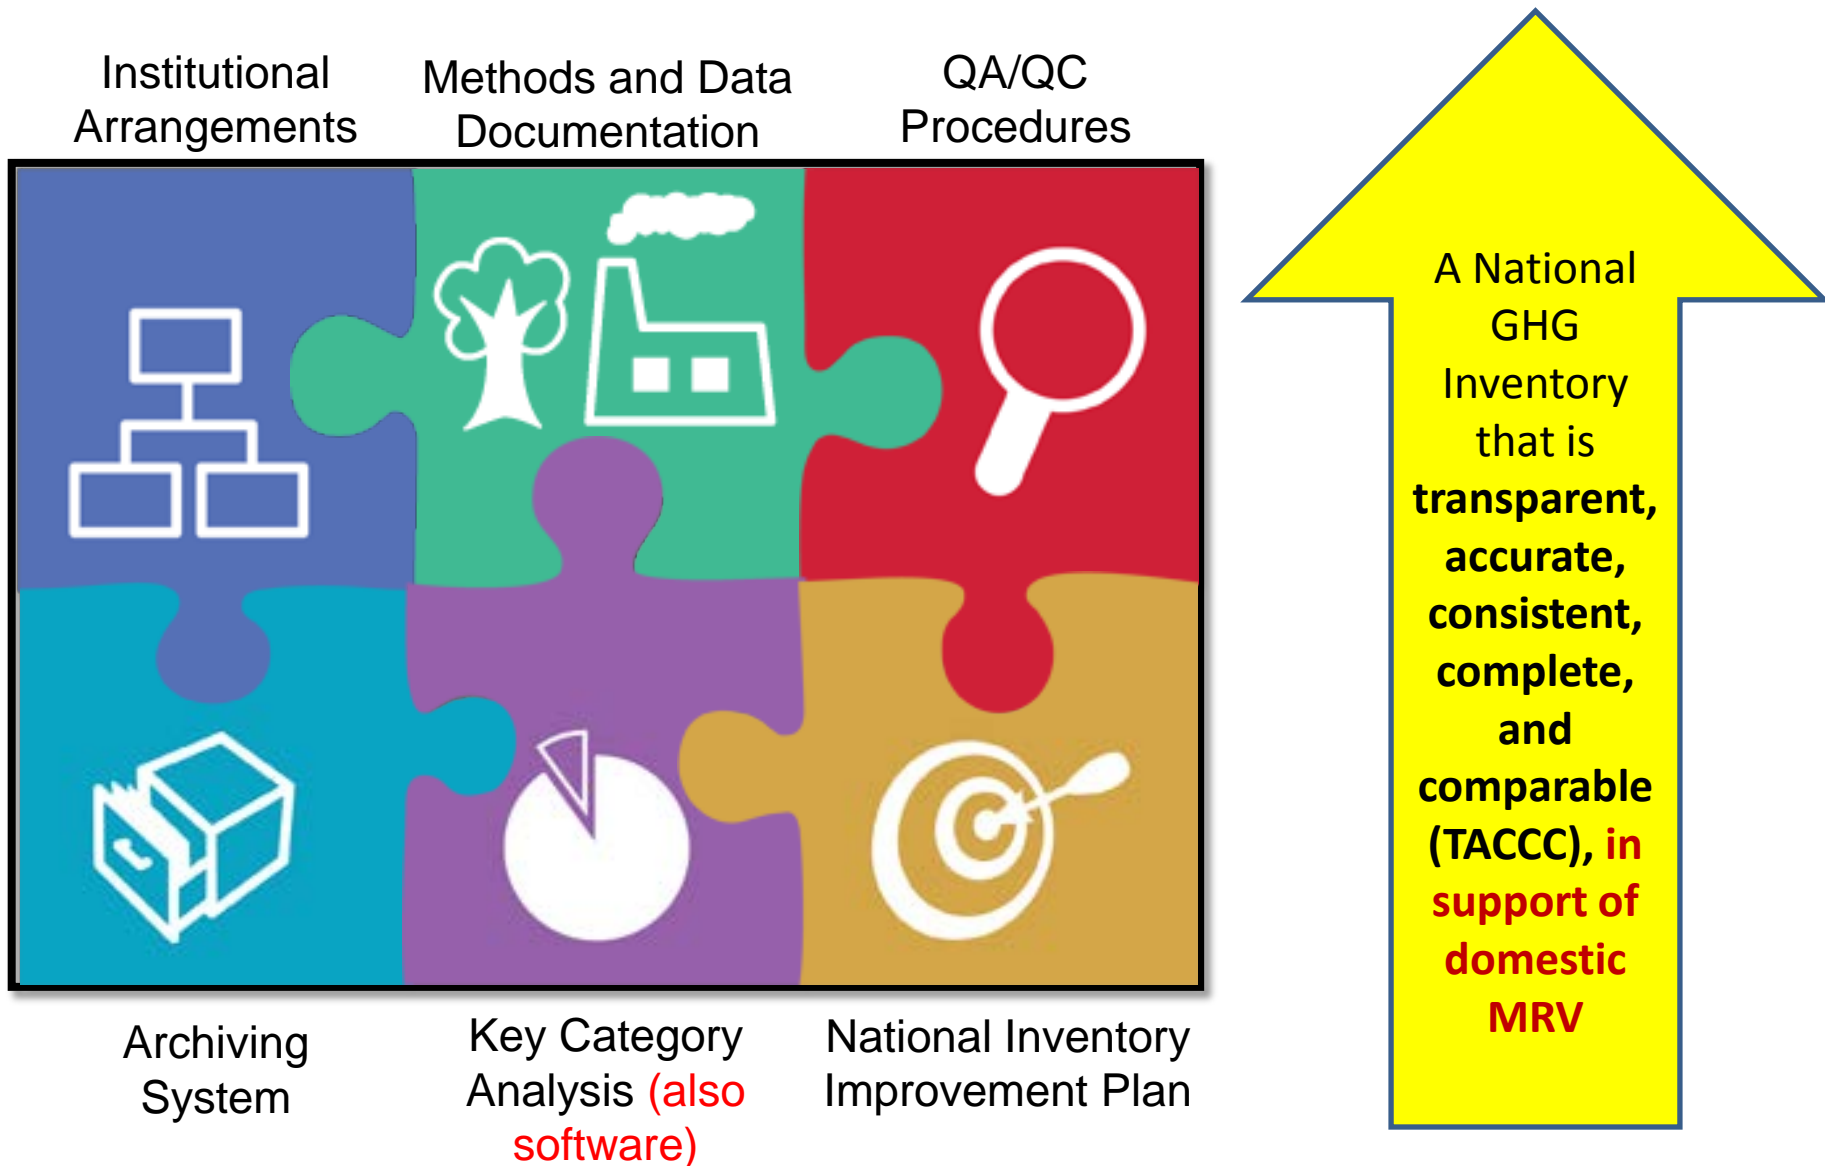 Institutional
Arrangements
Methods and Data
Documentation
QA/QC
Procedures
Archiving
System
Key Category
Analysis (also
software)
National Inventory
Improvement Plan
A National
GHG
Inventory
that is
transparent,
accurate,
consistent,
complete,
and
comparable
(TACCC), in
support of
domestic
MRV